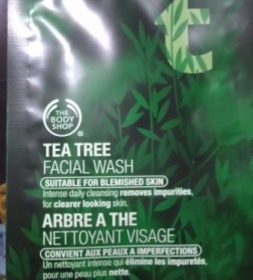 t
THE
BODY
SHOP
TEA TREE
FACIAL WASH
SUITABLE FOR BLEMISHED SKIN
Intense daily cleansing removes impurities,
for clearer looking skin.
ARBRE A THE
NETTOYANT VISAGE
CONVIENT AUX PEAUX A IMPERFECTIONS
Un nettoyant intense qui élimine les impuretés,
pour une peau plus nette.